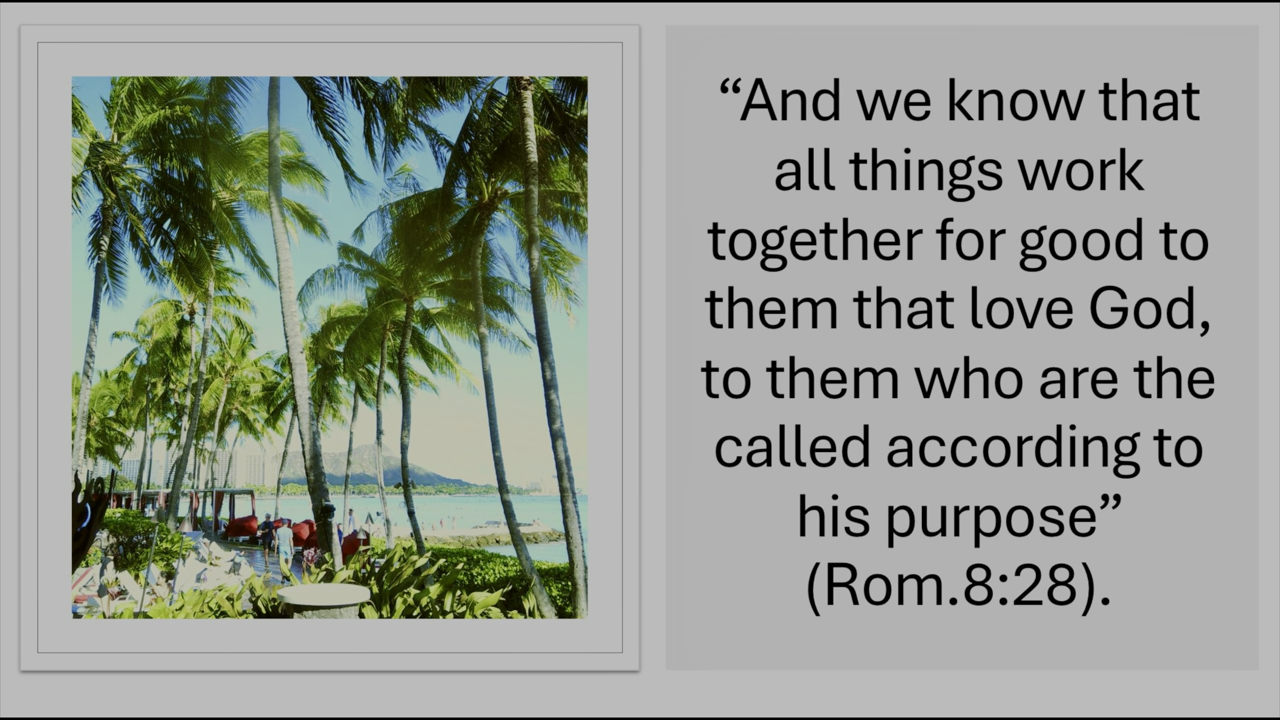 “And we know that
all things work
together for good to
them that love God,
to them who are the
called according to
his purpose”
(Rom.8:28).